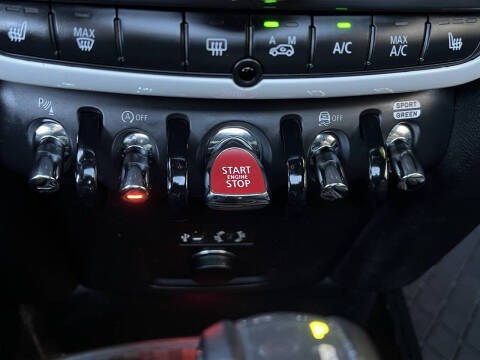 MAX
A M
A/C
MAX
A/C
P
A OFF
OFF
SPORT
GREEN
START
ENGINE
STOP